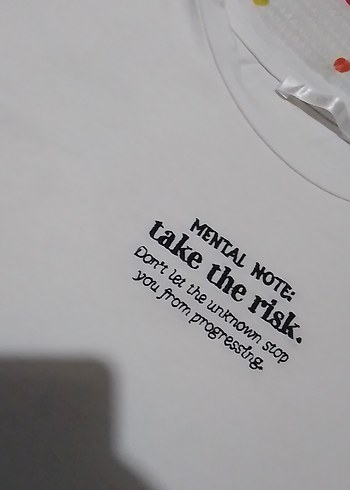 MENTAL NOTE:
take the risk.
Don't let the unknown stop
you from progressing.